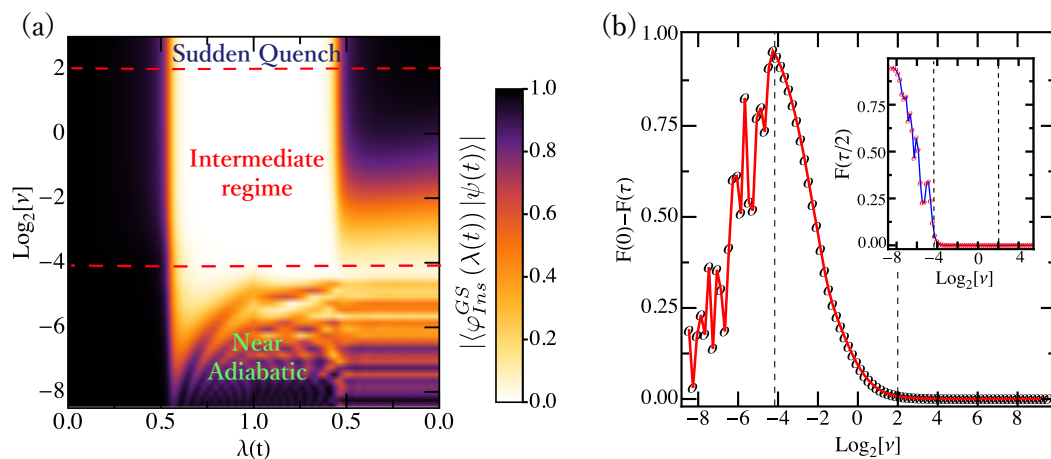 (a)
Sudden Quench
Intermediate
regime
Near
Adiabatic
Log₂[ν]
2
0
−2
−4
−6
−8
0.0
0.5
1.0
0.5
0.0
λ(t)
1.0
0.8
0.6
0.4
0.2
0.0
|⟨φ_{Ins}^{GS} (λ(t)) |ψ(t)⟩|
(b)
F(0)−F(τ)
1.00
0.75
0.50
0.25
0.00
−8
−6
−4
−2
0
2
4
6
8
Log₂[ν]
F(τ/2)
0.75
0.50
0.25
0.00
−8
−4
0
4
Log₂[ν]